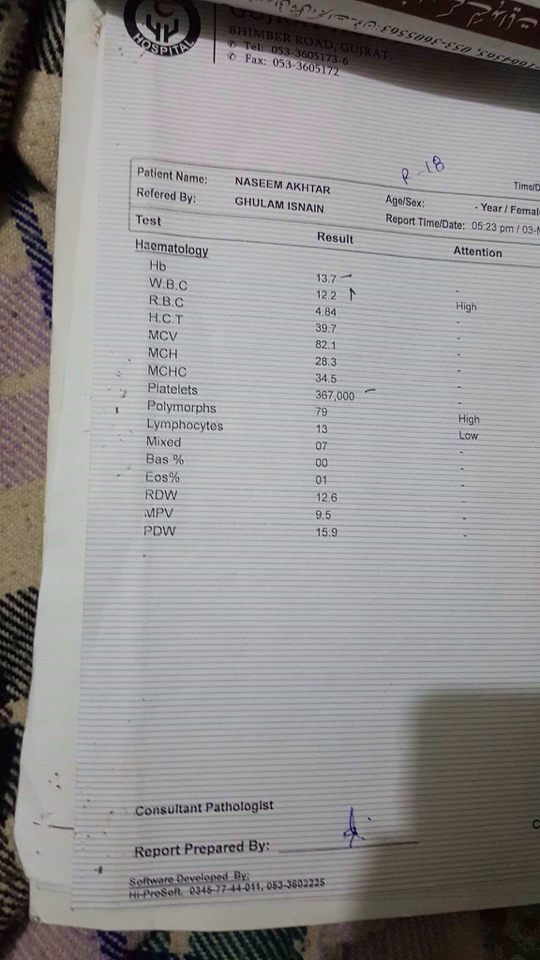 HOSPITAL
BHIMBER ROAD, GUJRAT
✆ Tel: 053-3605173-6
✆ Fax: 053-3605172
R-18
Time/D
Patient Name: NASEEM AKHTAR Age/Sex: - Year / Femal
Refered By: GHULAM ISNAIN Report Time/Date: 05:23 pm / 03-
Test Result Attention
Haematology
Hb 13.7 -
W.B.C 12.2 ↑ High
R.B.C 4.84 -
H.C.T 39.7 -
MCV 82.1 -
MCH 28.3 -
MCHC 34.5 -
Platelets 367,000 -
Polymorphs 79 High
Lymphocytes 13 Low
Mixed 07 -
Bas % 00 -
Eos% 01 -
RDW 12.6 -
MPV 9.5 -
PDW 15.9 -
Consultant Pathologist
Report Prepared By:
Software Developed By:
Hi-ProSoft, 0345-77-44-011, 053-3602225